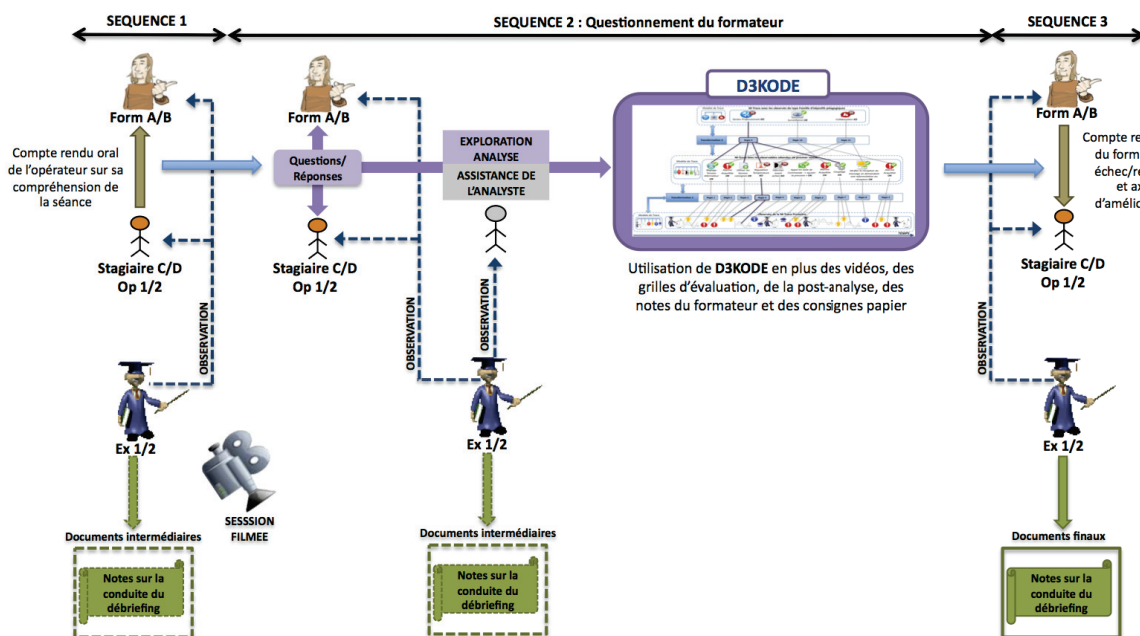 SEQUENCE 1
SEQUENCE 2 : Questionnement du formateur
SEQUENCE 3
Form A/B
Compte rendu oral
de l'opérateur sur sa
compréhension de
la séance
Stagiaire C/D
Op 1/2
OBSERVATION
Ex 1/2
Documents intermédiaires
Notes sur la
conduite du
débriefing
SESSSION
FILMEE
Form A/B
Questions/
Réponses
Stagiaire C/D
Op 1/2
EXPLORATION
ANALYSE
ASSISTANCE DE
L'ANALYSTE
OBSERVATION
OBSERVATION
Ex 1/2
Documents intermédiaires
Notes sur la
conduite du
débriefing
D3KODE
Utilisation de D3KODE en plus des vidéos, des
grilles d'évaluation, de la post-analyse, des
notes du formateur et des consignes papier
Form A/B
Compte re
du form
échec/ré
et ax
d'amélic
Stagiaire C/D
Op 1/2
OBSERVATION
Ex 1/2
Documents finaux
Notes sur la
conduite du
débriefing